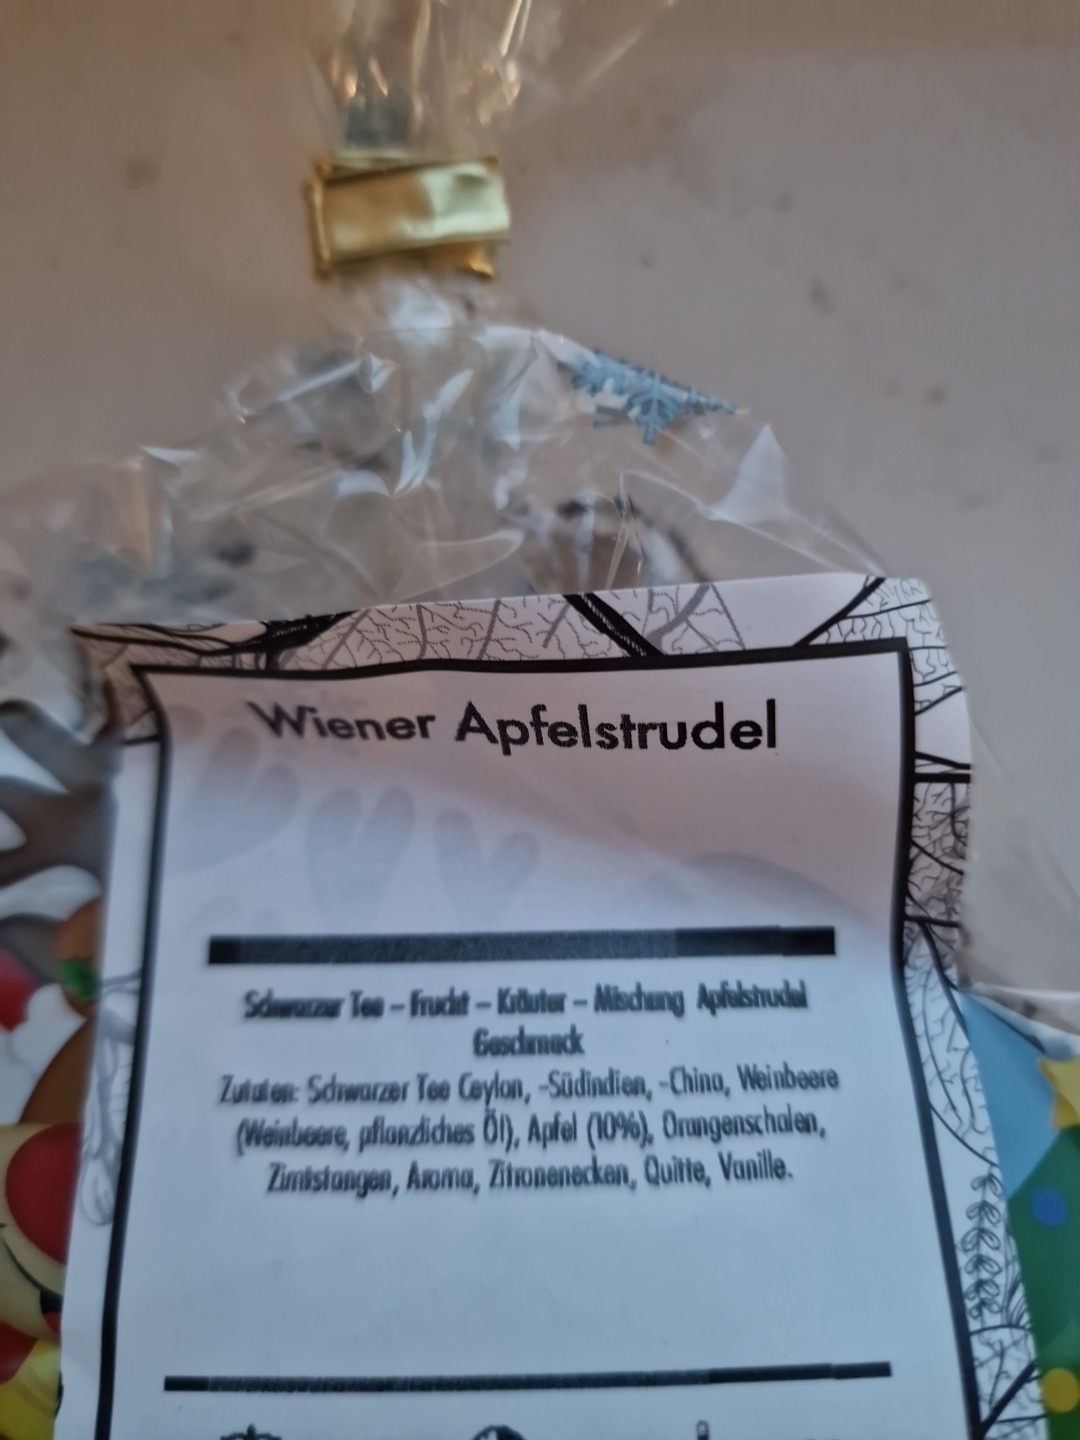 Wiener Apfelstrudel
Schwarzer Tee – Frucht – Kräuter – Mischung Apfelstrudel
Geschmack
Zutaten: Schwarzer Tee Ceylon, -Südindien, -China, Weinbeere
(Weinbeere, pflanzliches Öl), Apfel (10%), Orangenschalen,
Zimtstangen, Aroma, Zitronenecken, Quitte, Vanille.